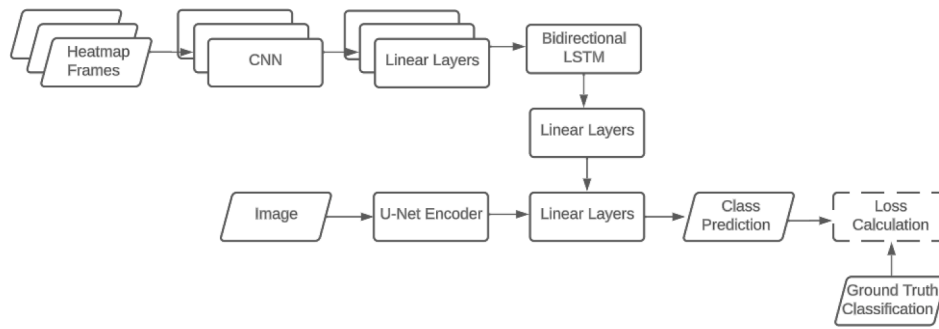 Heatmap
Frames
CNN
Linear Layers
Bidirectional
LSTM
Linear Layers
Image
U-Net Encoder
Linear Layers
Class
Prediction
Loss
Calculation
Ground Truth
Classification